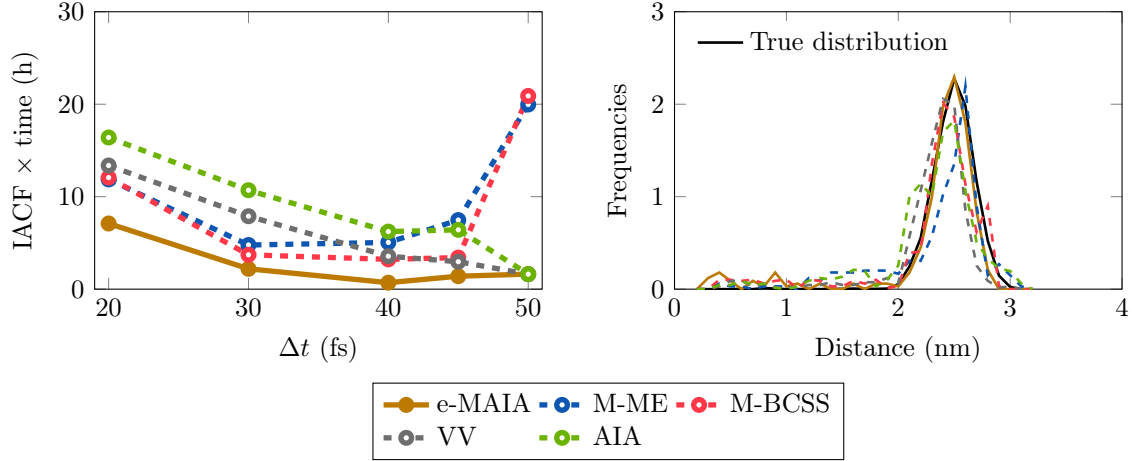 30
20
10
0
IACF × time (h)
20 30 40 50
Δt (fs)
3
2
1
0
Frequencies
True distribution
0 1 2 3 4
Distance (nm)
e-MAIA M-ME M-BCSS
VV AIA